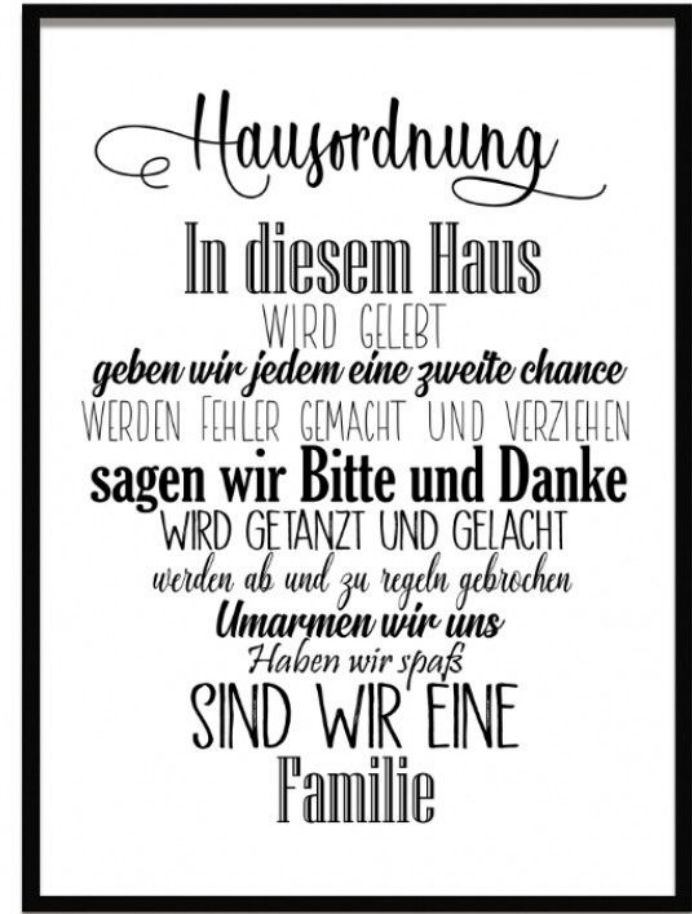 Hausordnung
In diesem Haus
WIRD GELEBT
geben wir jedem eine zweite chance
WERDEN FEHLER GEMACHT UND VERZIEHEN
sagen wir Bitte und Danke
WIRD GETANZT UND GELACHT
werden ab und zu regeln gebrochen
Umarmen wir uns
Haben wir spaß
SIND WIR EINE
Familie